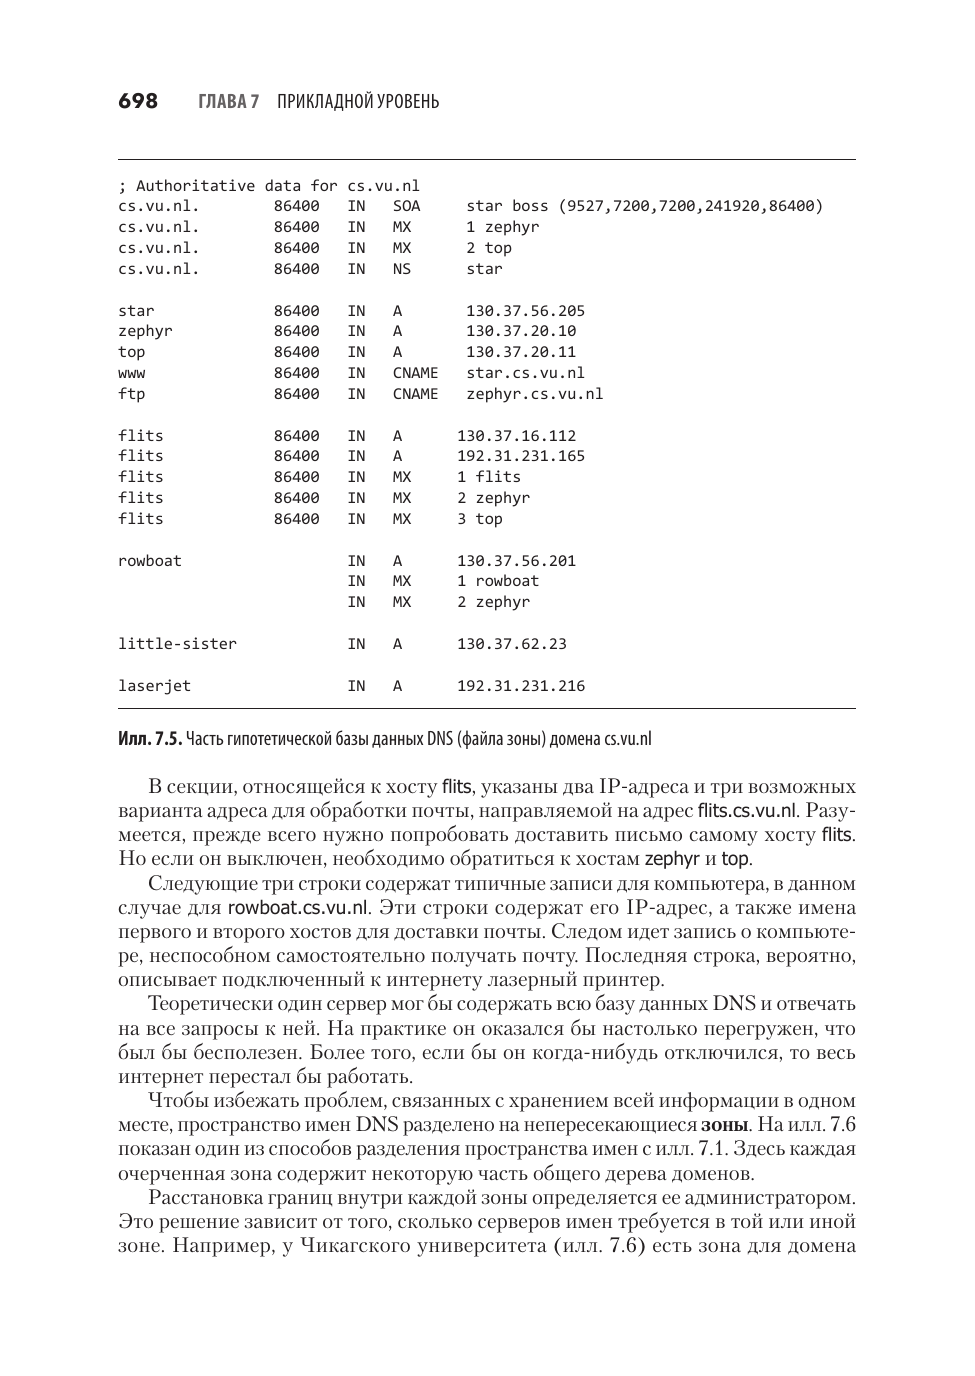 698 ГЛАВА 7 ПРИКЛАДНОЙ УРОВЕНЬ
; Authoritative data for cs.vu.nl
cs.vu.nl. 86400 IN SOA star boss (9527,7200,7200,241920,86400)
cs.vu.nl. 86400 IN MX 1 zephyr
cs.vu.nl. 86400 IN MX 2 top
cs.vu.nl. 86400 IN NS star
star 86400 IN A 130.37.56.205
zephyr 86400 IN A 130.37.20.10
top 86400 IN A 130.37.20.11
www 86400 IN CNAME star.cs.vu.nl
ftp 86400 IN CNAME zephyr.cs.vu.nl
flits 86400 IN A 130.37.16.112
flits 86400 IN A 192.31.231.165
flits 86400 IN MX 1 flits
flits 86400 IN MX 2 zephyr
flits 86400 IN MX 3 top
rowboat IN A 130.37.56.201
IN MX 1 rowboat
IN MX 2 zephyr
little-sister IN A 130.37.62.23
laserjet IN A 192.31.231.216
Илл. 7.5. Часть гипотетической базы данных DNS (файла зоны) домена cs.vu.nl
В секции, относящейся к хосту flits, указаны два IP-адреса и три возможных
варианта адреса для обработки почты, направляемой на адрес flits.cs.vu.nl. Разу-
меется, прежде всего нужно попробовать доставить письмо самому хосту flits.
Но если он выключен, необходимо обратиться к хостам zephyr и top.
Следующие три строки содержат типичные записи для компьютера, в данном
случае для rowboat.cs.vu.nl. Эти строки содержат его IP-адрес, а также имена
первого и второго хостов для доставки почты. Следом идет запись о компьюте-
ре, неспособном самостоятельно получать почту. Последняя строка, вероятно,
описывает подключенный к интернету лазерный принтер.
Теоретически один сервер мог бы содержать всю базу данных DNS и отвечать
на все запросы к ней. На практике он оказался бы настолько перегружен, что
был бы бесполезен. Более того, если бы он когда-нибудь отключился, то весь
интернет перестал бы работать.
Чтобы избежать проблем, связанных с хранением всей информации в одном
месте, пространство имен DNS разделено на непересекающиеся зоны. На илл. 7.6
показан один из способов разделения пространства имен с илл. 7.1. Здесь каждая
очерченная зона содержит некоторую часть общего дерева доменов.
Расстановка границ внутри каждой зоны определяется ее администратором.
Это решение зависит от того, сколько серверов имен требуется в той или иной
зоне. Например, у Чикагского университета (илл. 7.6) есть зона для домена